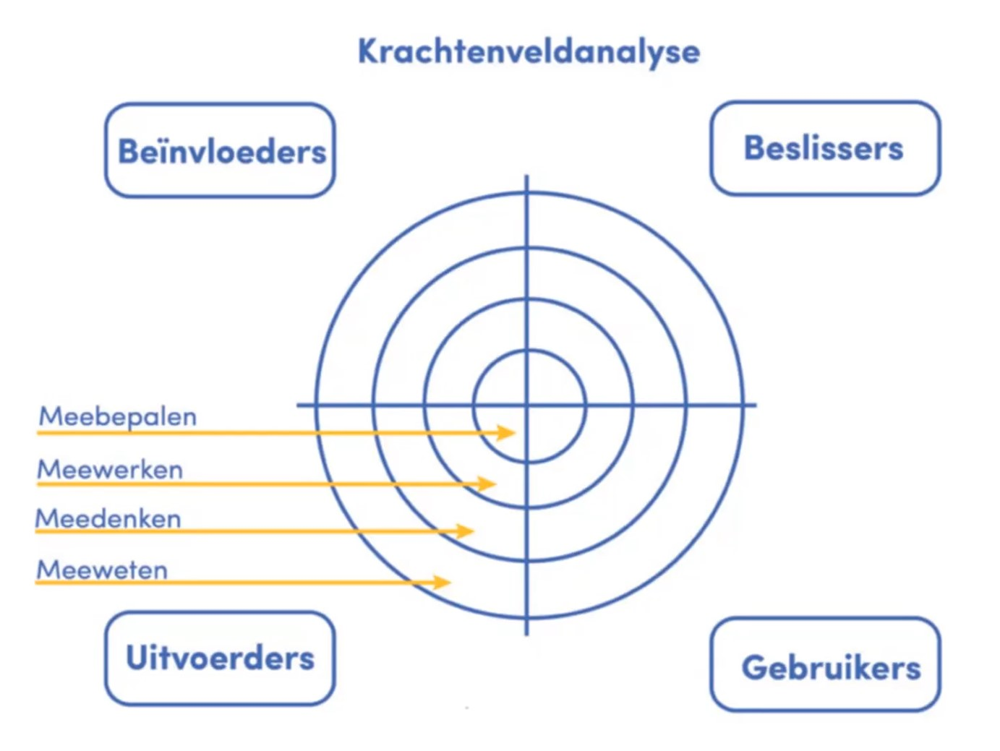 Krachtenveldanalyse
Beïnvloeders
Beslissers
Meebepalen
Meewerken
Meedenken
Meeweten
Uitvoerders
Gebruikers